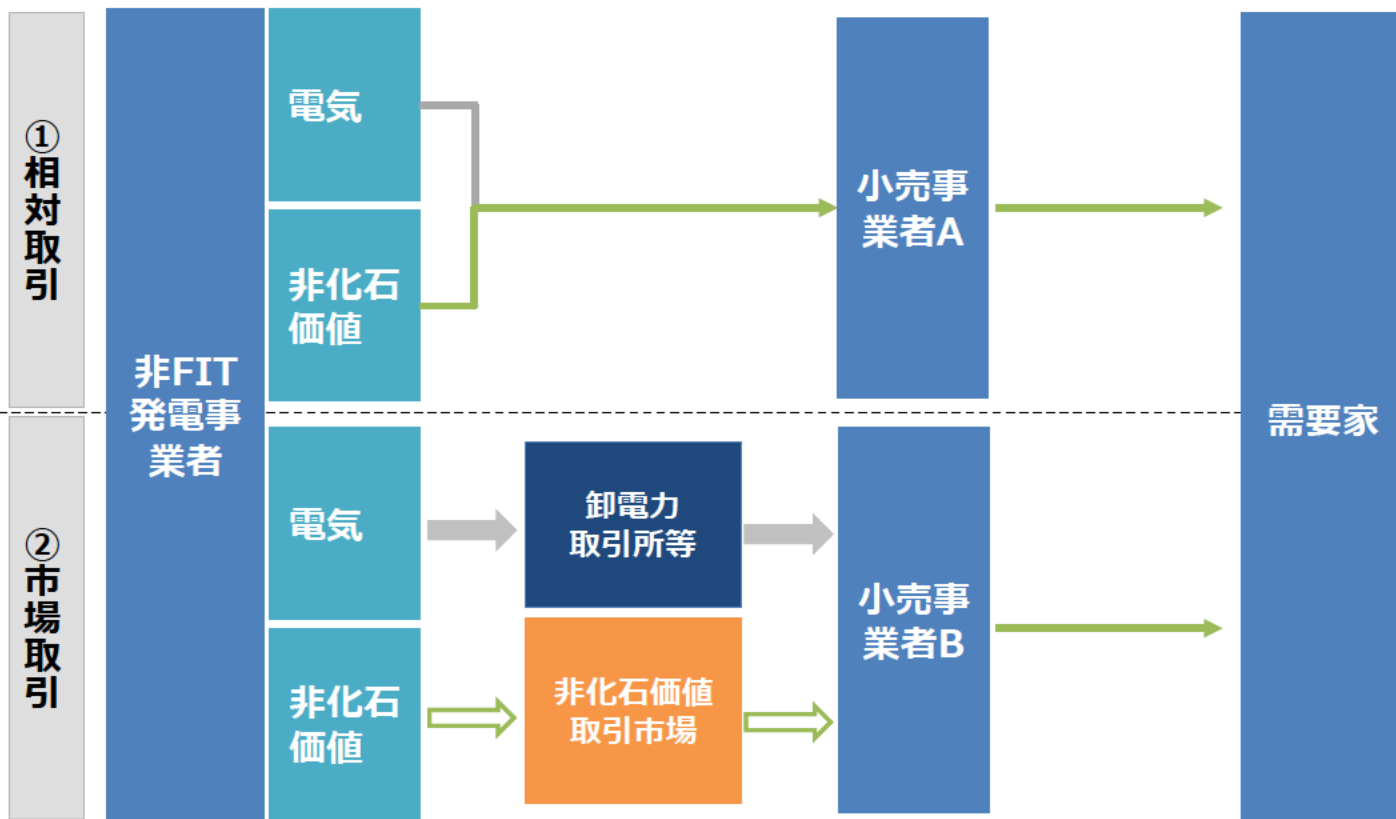 ①相対取引
②市場取引
非FIT
発電事
業者
電気
非化石
価値
小売事
業者A
電気
卸電力
取引所等
非化石
価値
非化石価値
取引市場
小売事
業者B
需要家